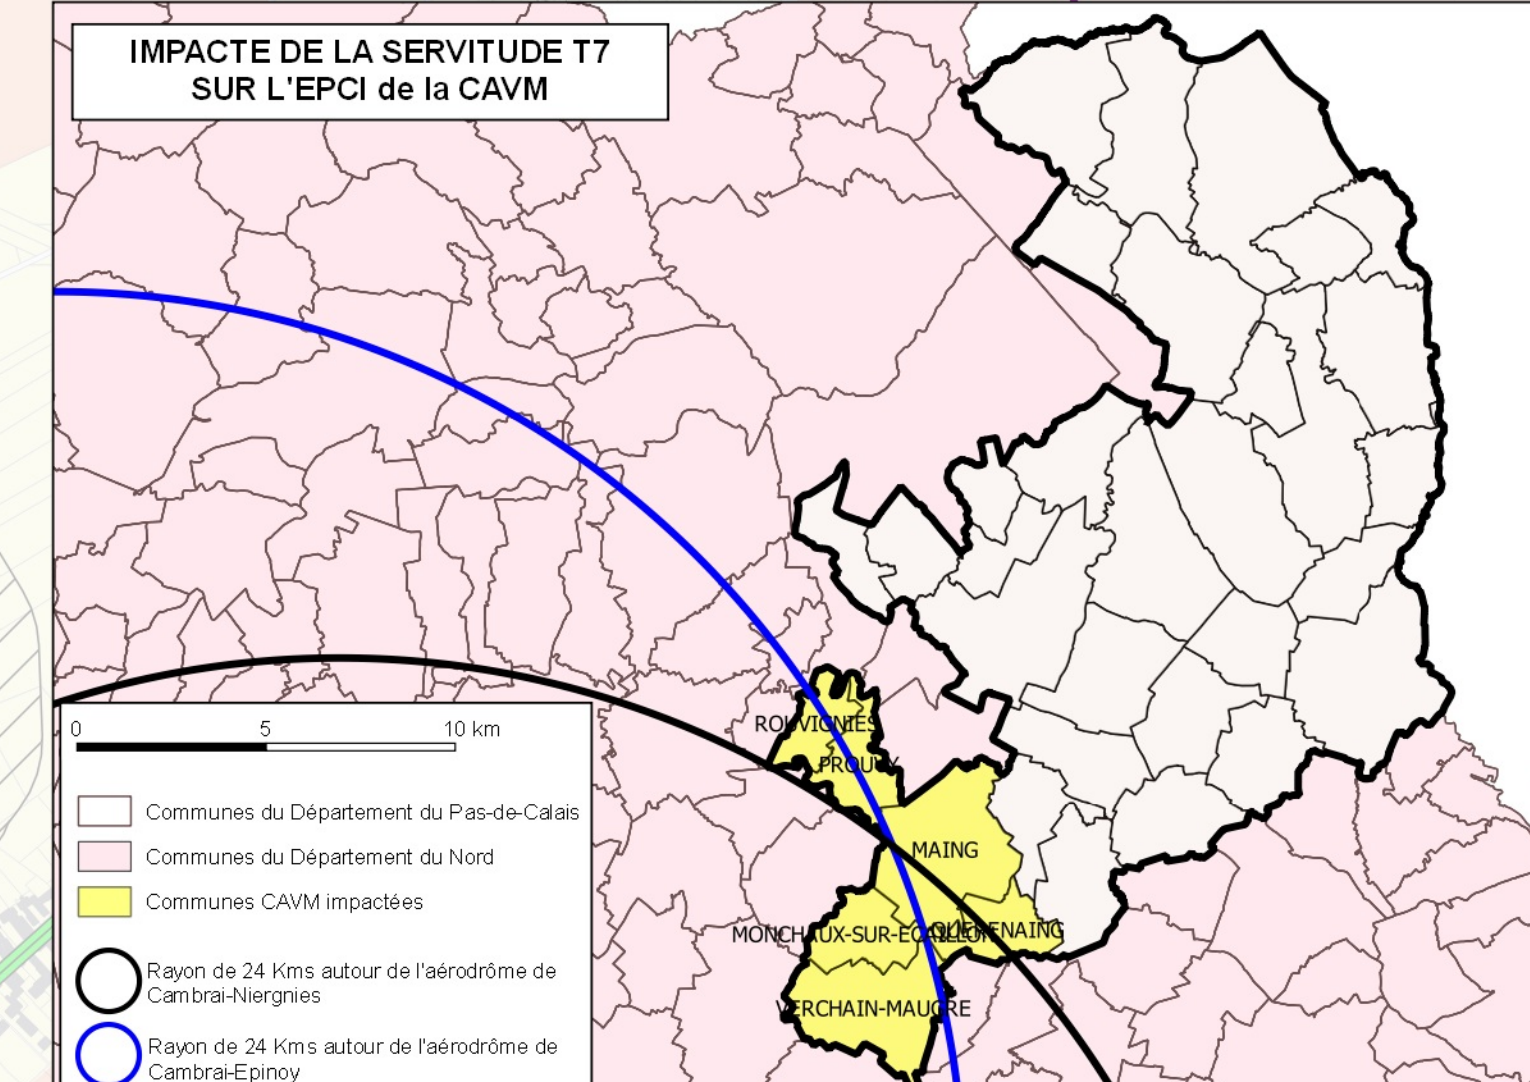 IMPACTE DE LA SERVITUDE T7
SUR L'EPCI de la CAVM
ROUVIGNIES
PROUVY
MAING
MONCHAUX-SUR-ECAILLON
QUERENAING
VERCHAIN-MAUGRE
0 5 10 km
Communes du Département du Pas-de-Calais
Communes du Département du Nord
Communes CAVM impactées
Rayon de 24 Kms autour de l'aérodrôme de
Cambrai-Niergnies
Rayon de 24 Kms autour de l'aérodrôme de
Cambrai-Epinoy